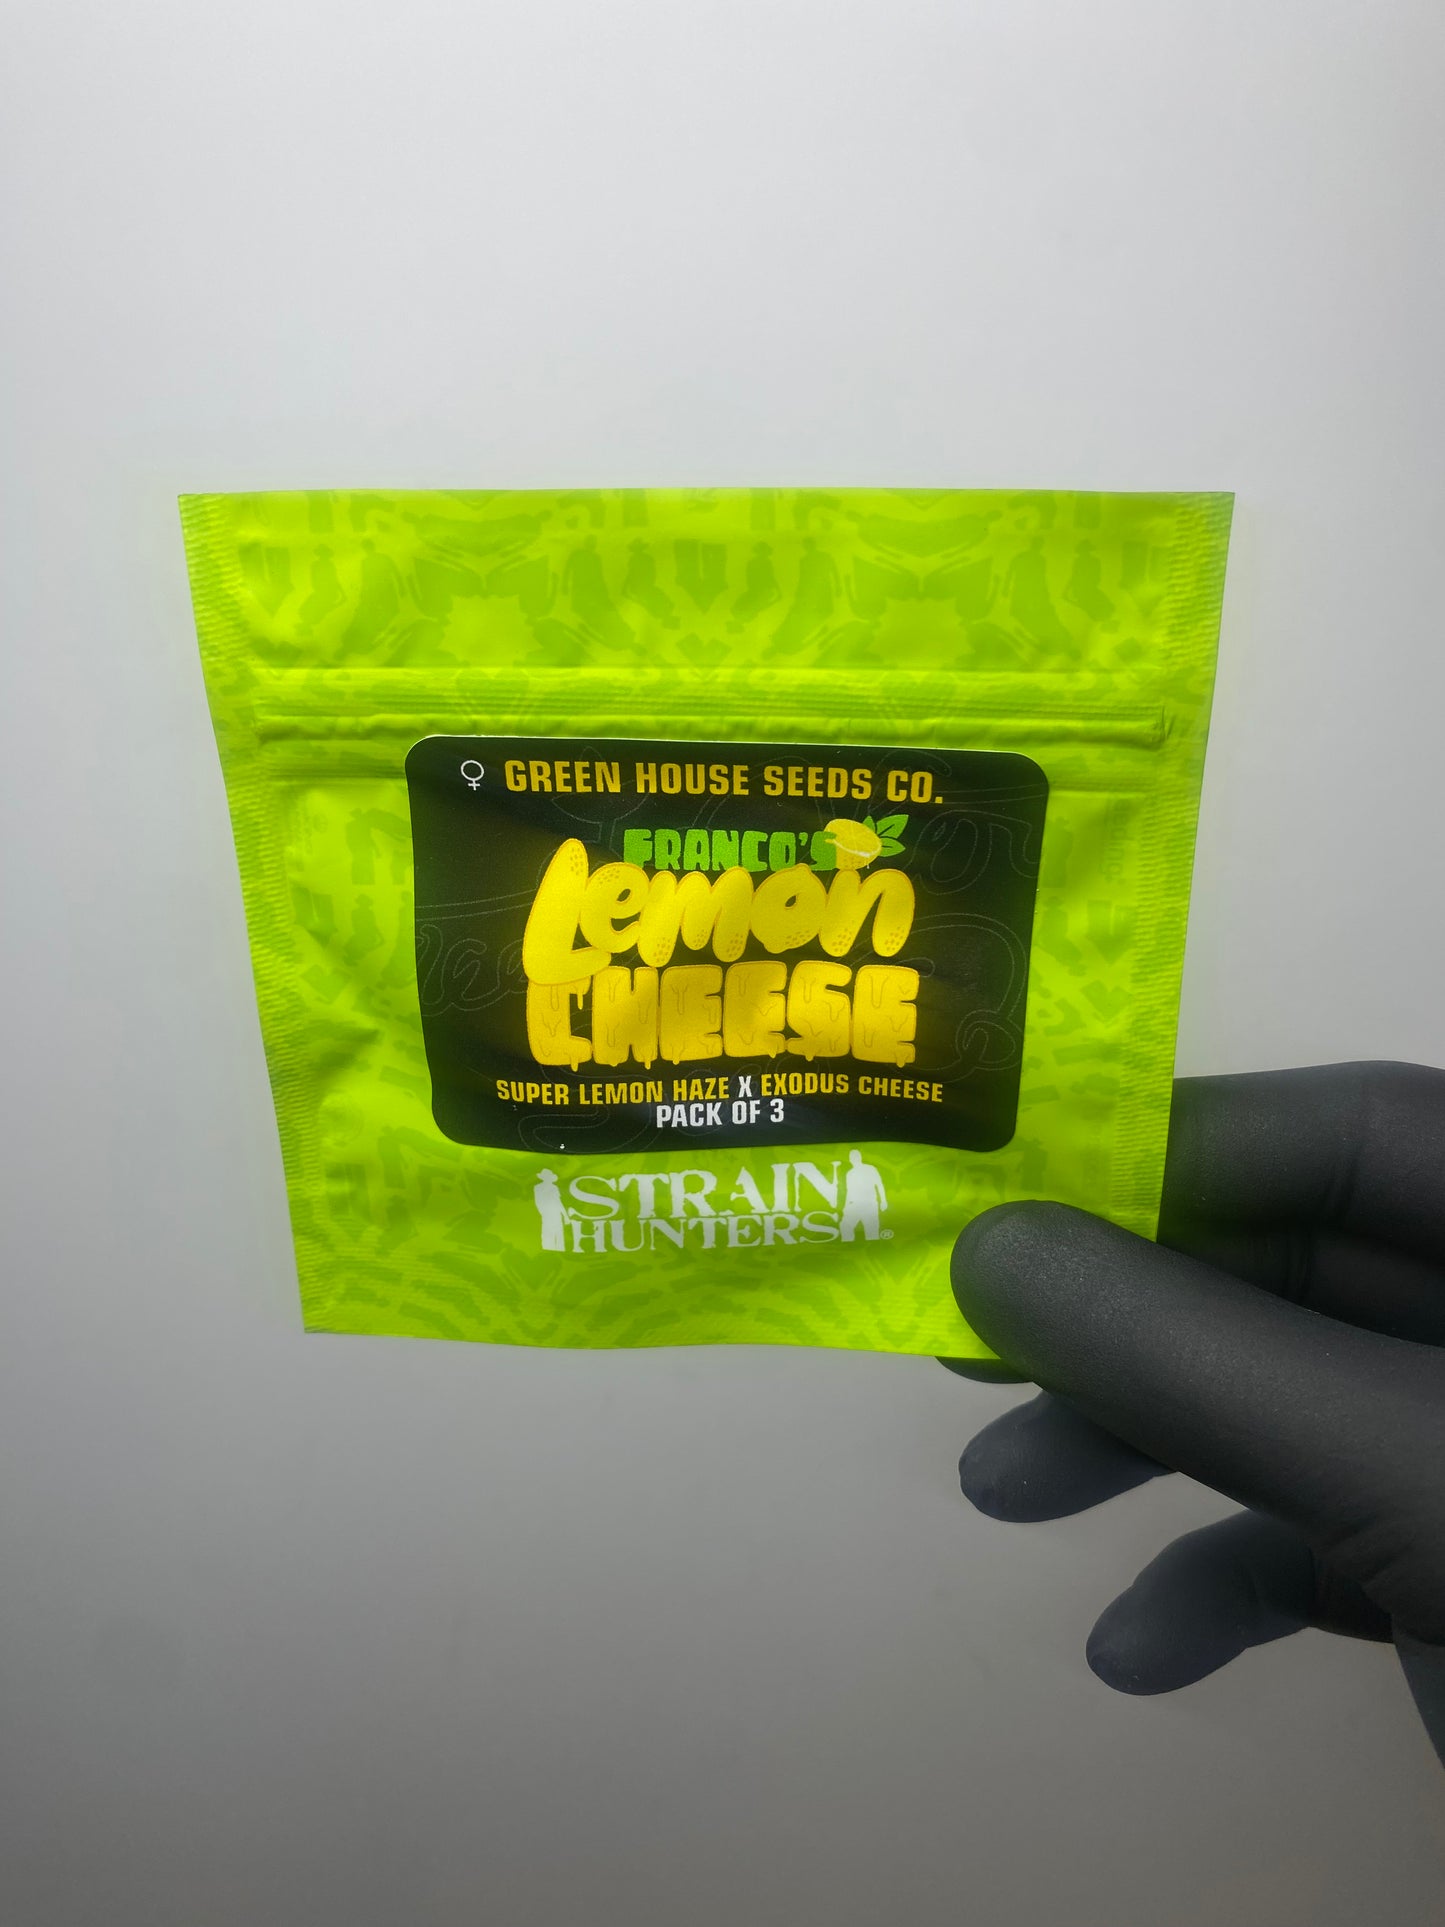 ♀ GREEN HOUSE SEEDS CO.
FRANCO'S
Lemon
CHEESE
SUPER LEMON HAZE X EXODUS CHEESE
PACK OF 3
STRAIN
HUNTERS®